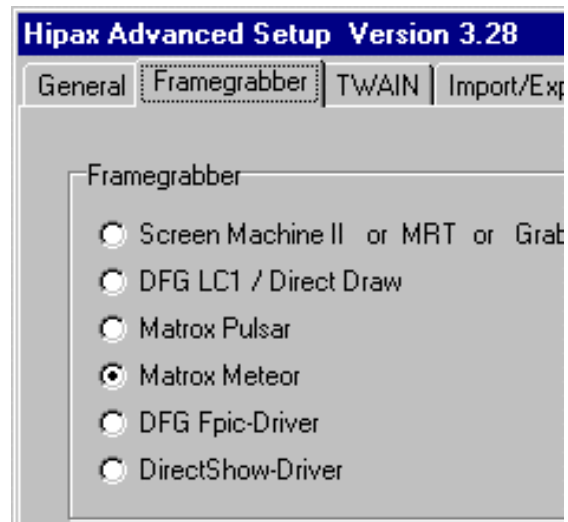 Hipax Advanced Setup Version 3.28
General Framegrabber TWAIN Import/Exp
Framegrabber
Screen Machine II or MRT or Grab
DFG LC1 / Direct Draw
Matrox Pulsar
Matrox Meteor
DFG Fpic-Driver
DirectShow-Driver